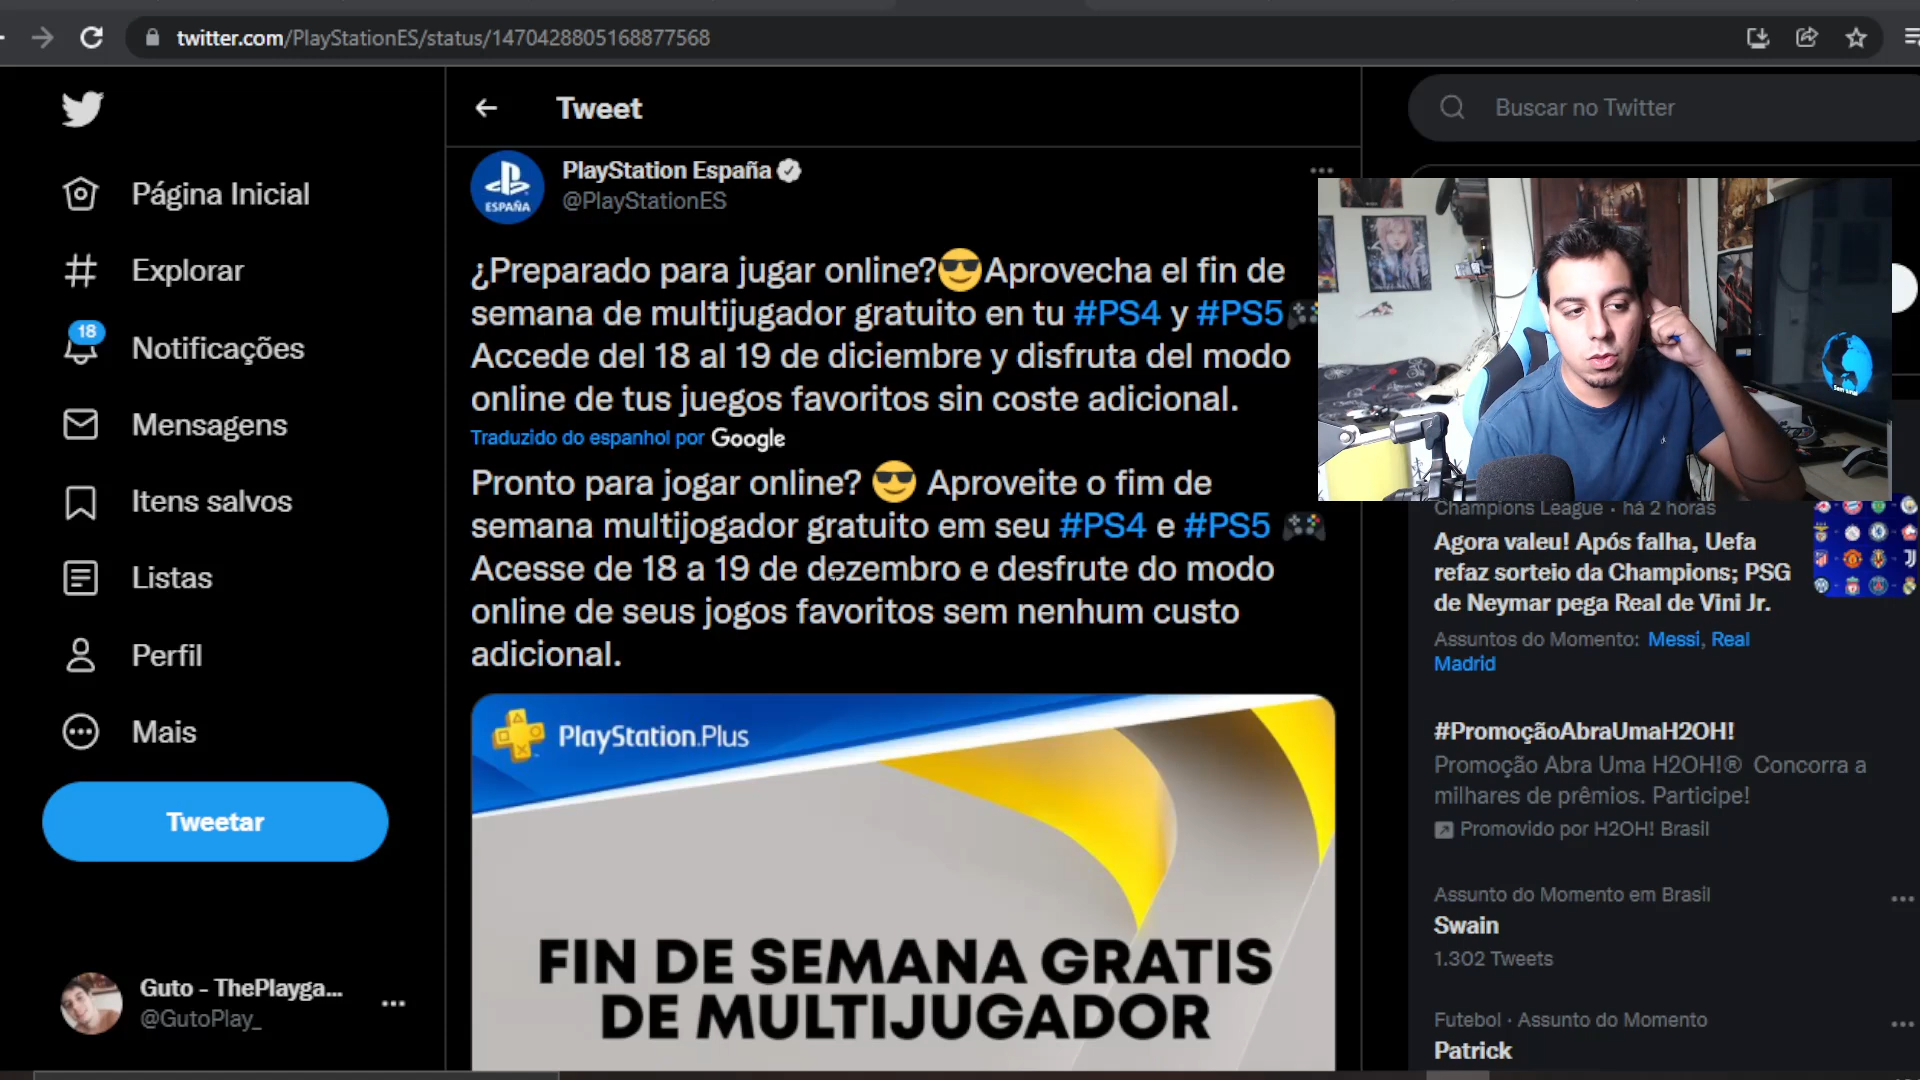 twitter.com/PlayStationES/status/1470428805168877568
Tweet
Buscar no Twitter
Página Inicial
Explorar
18
Notificações
Mensagens
Itens salvos
Listas
Perfil
Mais
Tweetar
Guto - ThePlayga...
@GutoPlay_
ESPAÑA
PlayStation España
@PlayStationES
¿Preparado para jugar online?😎Aprovecha el fin de
semana de multijugador gratuito en tu #PS4 y #PS5🎮
Accede del 18 al 19 de diciembre y disfruta del modo
online de tus juegos favoritos sin coste adicional.
Traduzido do espanhol por Google
Pronto para jogar online? 😎 Aproveite o fim de
semana multijogador gratuito em seu #PS4 e #PS5 🎮
Acesse de 18 a 19 de dezembro e desfrute do modo
online de seus jogos favoritos sem nenhum custo
adicional.
PlayStation.Plus
FIN DE SEMANA GRATIS
DE MULTIJUGADOR
Champions League · há 2 horas
Agora valeu! Após falha, Uefa
refaz sorteio da Champions; PSG
de Neymar pega Real de Vini Jr.
Assuntos do Momento: Messi, Real
Madrid
#PromoçãoAbraUmaH2OH!
Promoção Abra Uma H2OH!® Concorra a
milhares de prêmios. Participe!
Promovido por H2OH! Brasil
Assunto do Momento em Brasil
Swain
1.302 Tweets
Futebol · Assunto do Momento
Patrick